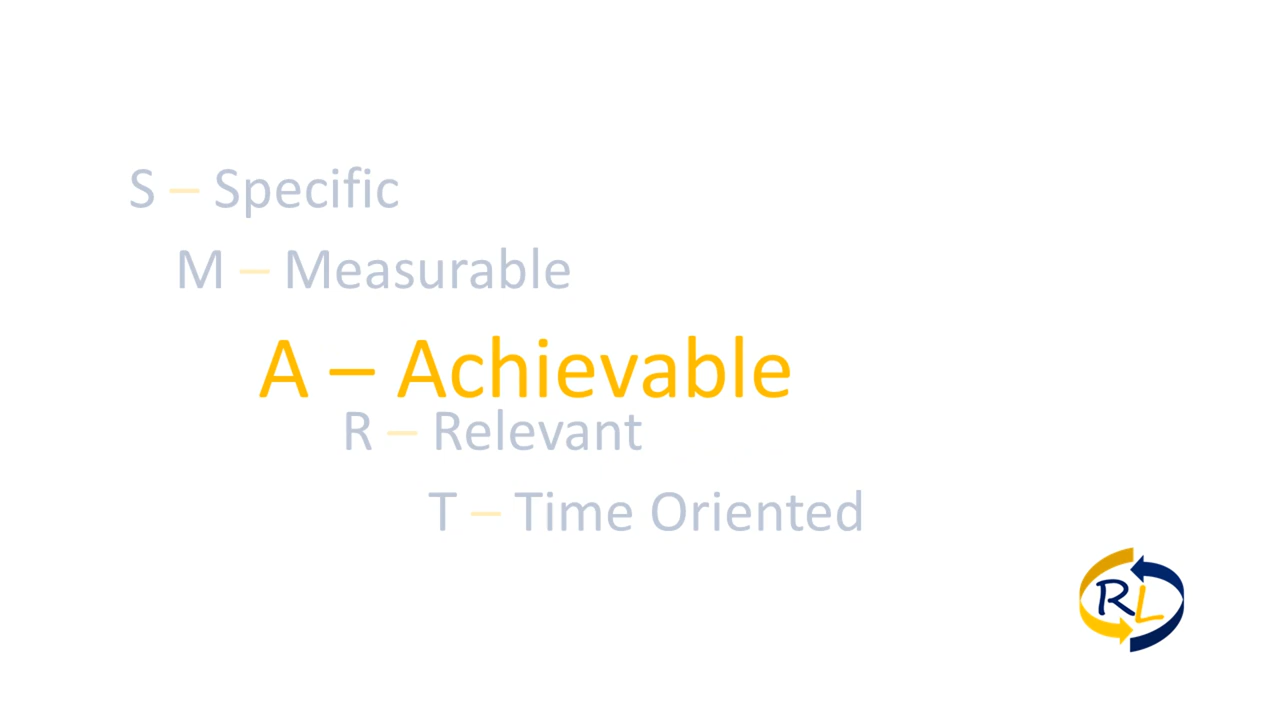 S – Specific
M – Measurable
A – Achievable
R – Relevant
T – Time Oriented
RL